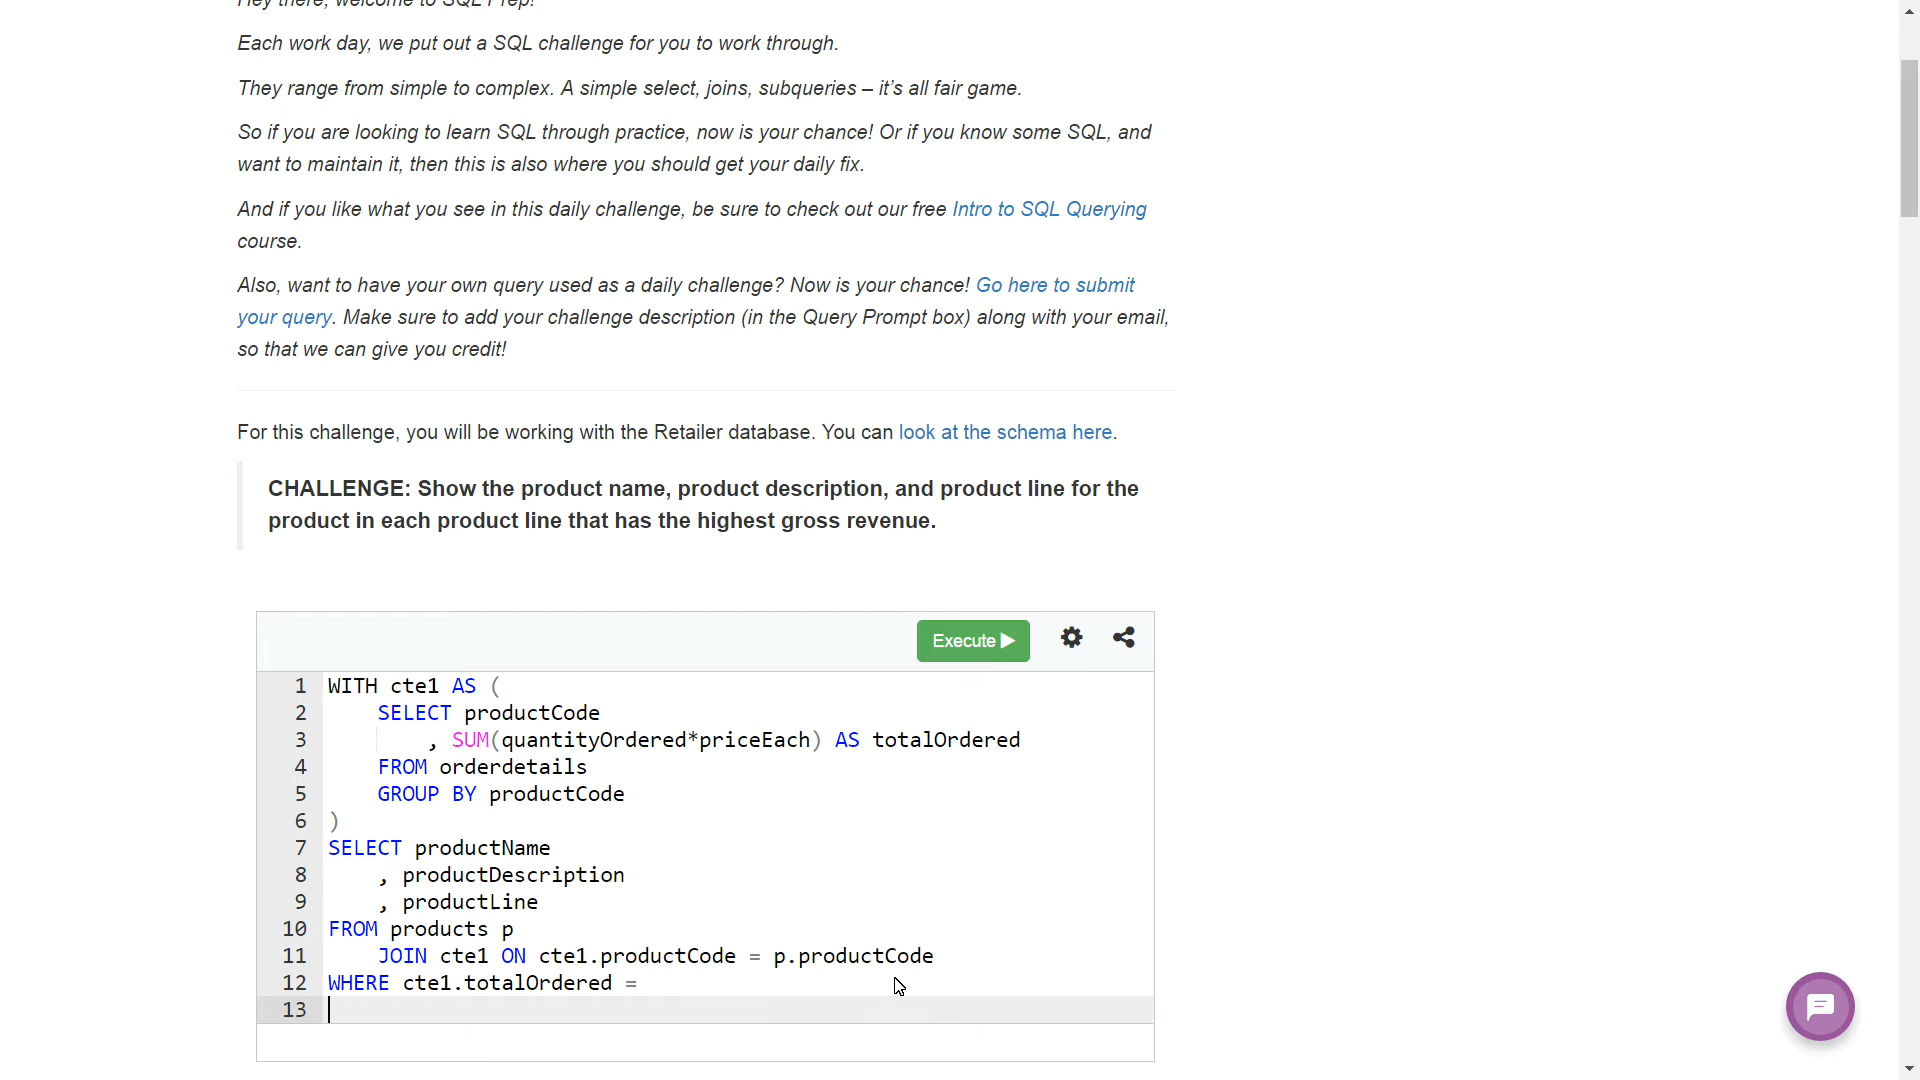 Hey there, welcome to SQL Prep!
Each work day, we put out a SQL challenge for you to work through.
They range from simple to complex. A simple select, joins, subqueries – it's all fair game.
So if you are looking to learn SQL through practice, now is your chance! Or if you know some SQL, and
want to maintain it, then this is also where you should get your daily fix.
And if you like what you see in this daily challenge, be sure to check out our free Intro to SQL Querying
course.
Also, want to have your own query used as a daily challenge? Now is your chance! Go here to submit
your query. Make sure to add your challenge description (in the Query Prompt box) along with your email,
so that we can give you credit!
For this challenge, you will be working with the Retailer database. You can look at the schema here.
CHALLENGE: Show the product name, product description, and product line for the
product in each product line that has the highest gross revenue.
Execute
1 WITH cte1 AS (
2 SELECT productCode
3 , SUM(quantityOrdered*priceEach) AS totalOrdered
4 FROM orderdetails
5 GROUP BY productCode
6 )
7 SELECT productName
8 , productDescription
9 , productLine
10 FROM products p
11 JOIN cte1 ON cte1.productCode = p.productCode
12 WHERE cte1.totalOrdered =
13